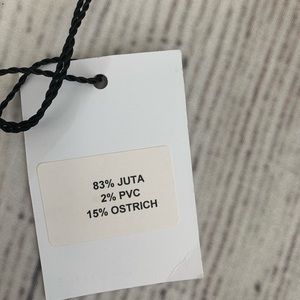 83% JUTA
2% PVC
15% OSTRICH